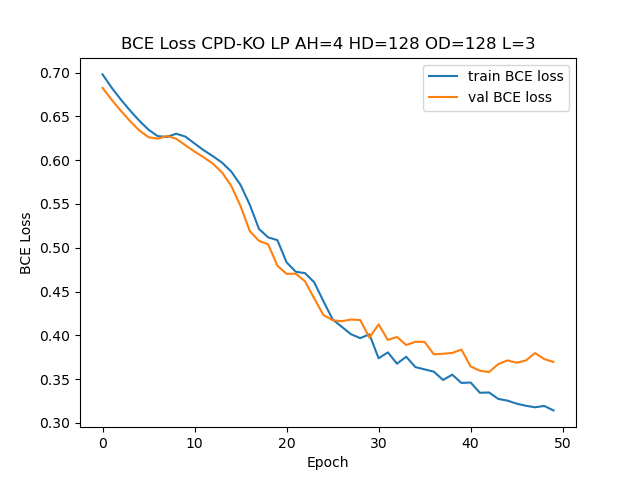 BCE Loss CPD-KO LP AH=4 HD=128 OD=128 L=3
train BCE loss
val BCE loss
BCE Loss
0.70
0.65
0.60
0.55
0.50
0.45
0.40
0.35
0.30
0 10 20 30 40 50
Epoch